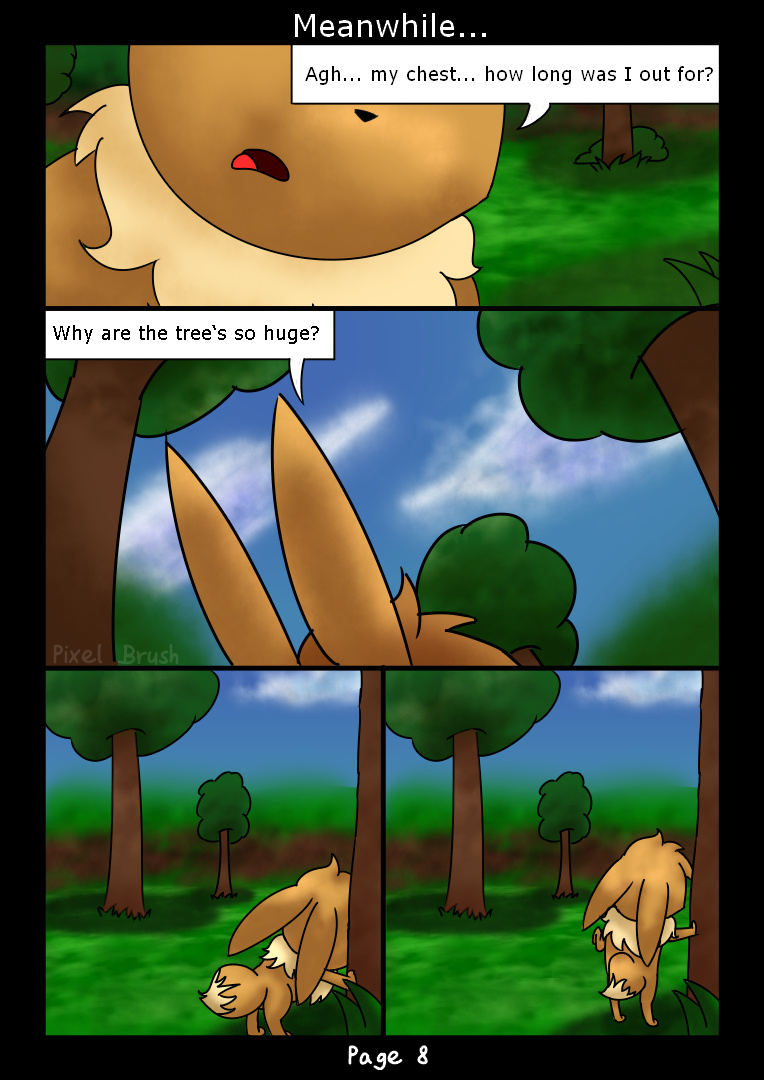 Meanwhile...
Agh... my chest... how long was I out for?
Why are the tree's so huge?
Pixel_Brush
Page 8